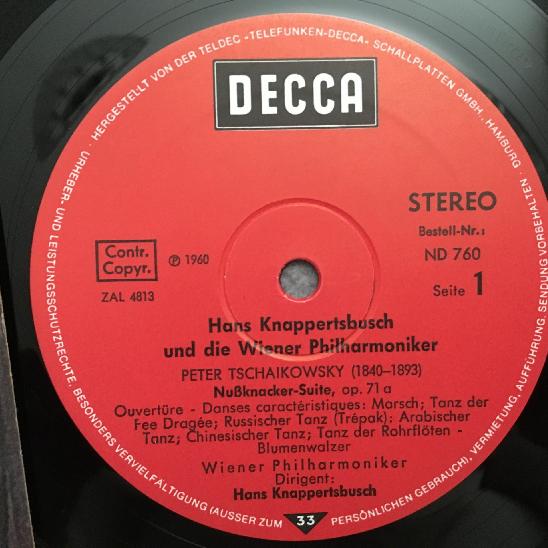 · HERGESTELLT VON DER TELDEC »TELEFUNKEN-DECCA« SCHALLPLATTEN GMBH, HAMBURG ·
DECCA
STEREO
Bestell-Nr.:
ND 760
Seite 1
Contr.
Copyr.
℗ 1960
ZAL 4813
Hans Knappertsbusch
und die Wiener Philharmoniker
PETER TSCHAIKOWSKY (1840–1893)
Nußknacker-Suite, op. 71 a
Ouvertüre - Danses caractéristiques: Marsch; Tanz der
Fee Dragée; Russischer Tanz (Trépak); Arabischer
Tanz; Chinesischer Tanz; Tanz der Rohrflöten -
Blumenwalzer
Wiener Philharmoniker
Dirigent:
Hans Knappertsbusch
33
URHEBER- UND LEISTUNGSSCHUTZRECHTE, BESONDERS VERVIELFÄLTIGUNG (AUSSER ZUM PERSÖNLICHEN GEBRAUCH), VERMIETUNG, AUFFÜHRUNG, SENDUNG VORBEHALTEN ·